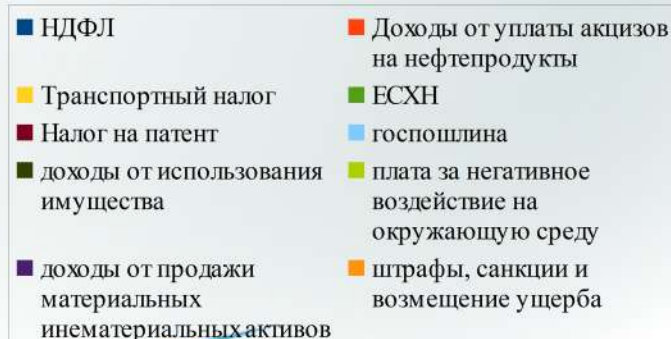 НДФЛ
Доходы от уплаты акцизов
на нефтепродукты
Транспортный налог
ЕСХН
Налог на патент
госпошлина
доходы от использования
имущества
плата за негативное
воздействие на
окружающую среду
доходы от продажи
материальных
инематериальных активов
штрафы, санкции и
возмещение ущерба